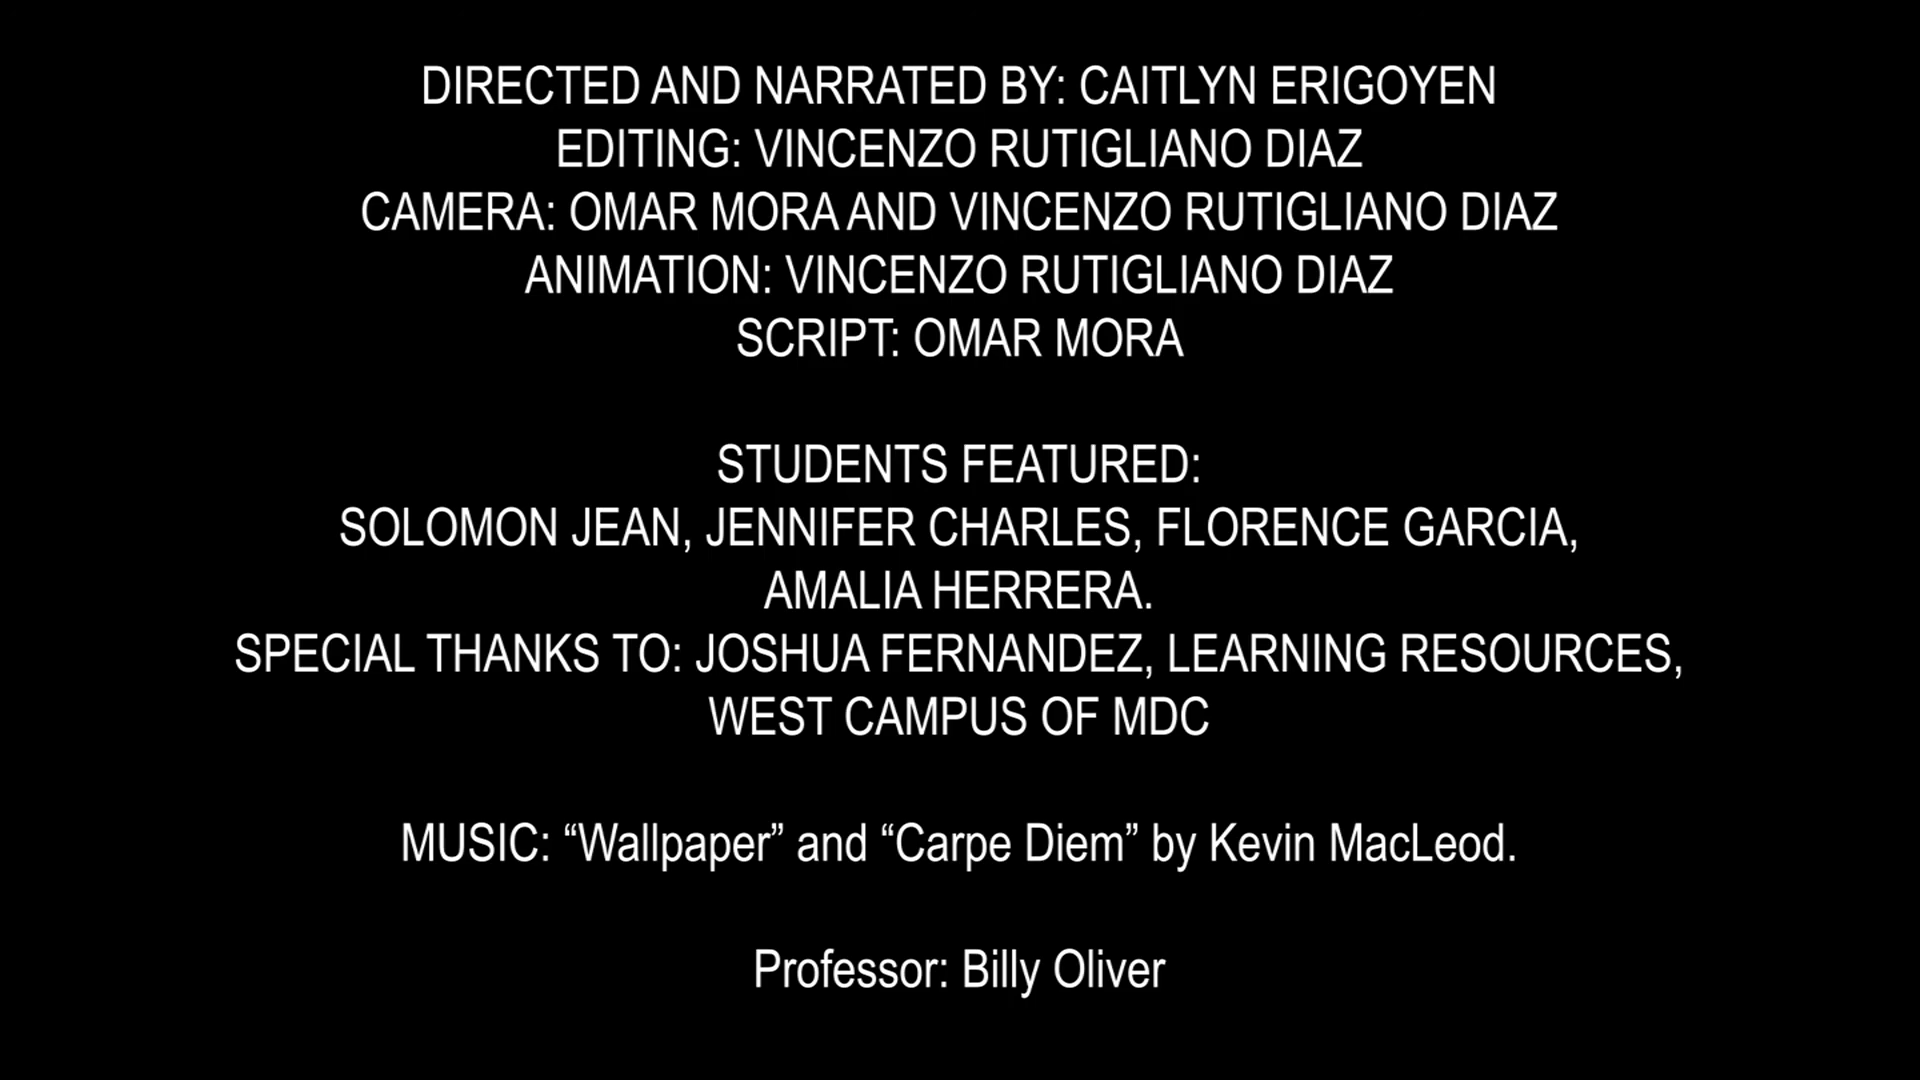 DIRECTED AND NARRATED BY: CAITLYN ERIGOYEN
EDITING: VINCENZO RUTIGLIANO DIAZ
CAMERA: OMAR MORA AND VINCENZO RUTIGLIANO DIAZ
ANIMATION: VINCENZO RUTIGLIANO DIAZ
SCRIPT: OMAR MORA
STUDENTS FEATURED:
SOLOMON JEAN, JENNIFER CHARLES, FLORENCE GARCIA,
AMALIA HERRERA.
SPECIAL THANKS TO: JOSHUA FERNANDEZ, LEARNING RESOURCES,
WEST CAMPUS OF MDC
MUSIC: “Wallpaper” and “Carpe Diem” by Kevin MacLeod.
Professor: Billy Oliver